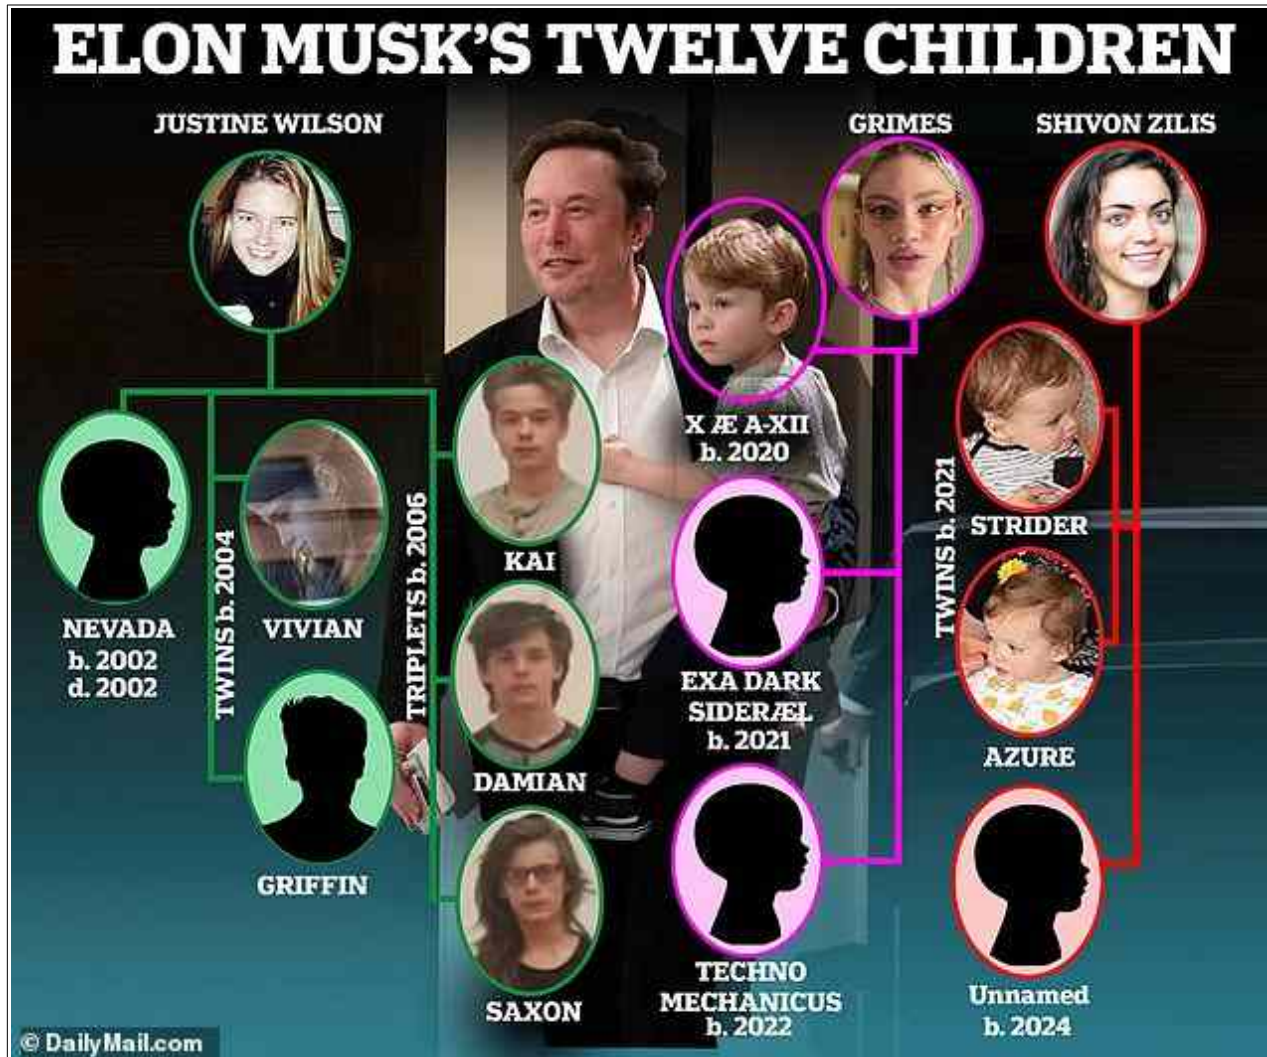 ELON MUSK'S TWELVE CHILDREN
JUSTINE WILSON
GRIMES
SHIVON ZILIS
NEVADA
b. 2002
d. 2002
TWINS b. 2004
VIVIAN
GRIFFIN
TRIPLETS b. 2006
KAI
DAMIAN
SAXON
X Æ A-XII
b. 2020
EXA DARK
SIDERÆL
b. 2021
TECHNO
MECHANICUS
b. 2022
TWINS b. 2021
STRIDER
AZURE
Unnamed
b. 2024
© DailyMail.com